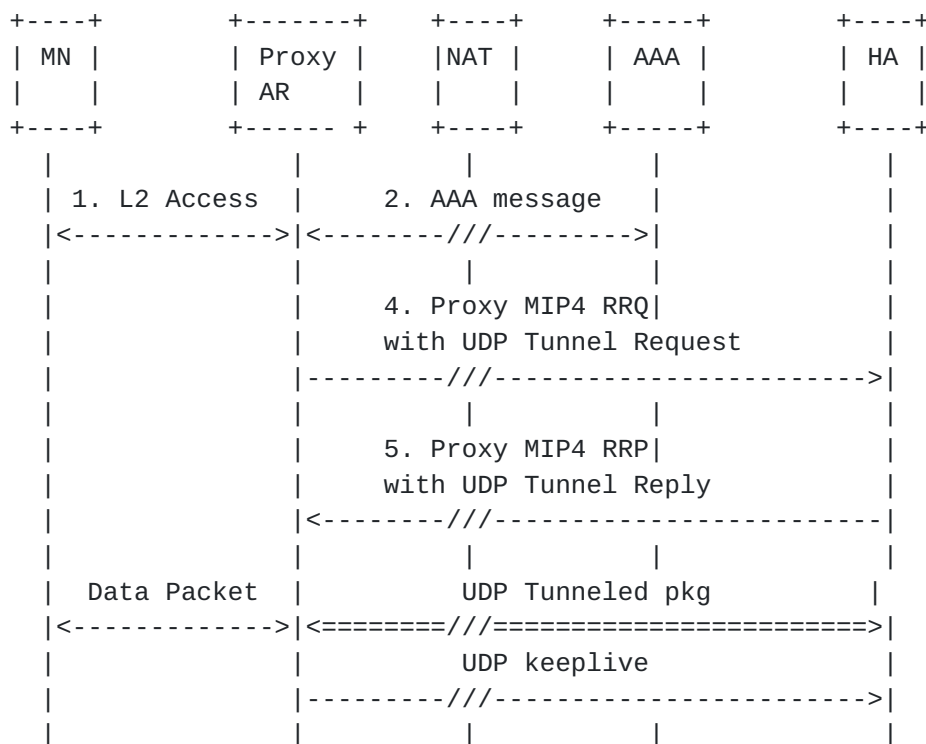 +----+        +-------+    +----+     +-----+        +----+
| MN |        | Proxy |    |NAT |     | AAA |        | HA |
|    |        | AR    |    |    |     |     |        |    |
+----+        +------ +    +----+     +-----+        +----+
  |               |          |           |              |
  | 1. L2 Access  |     2. AAA message   |              |
  |<------------->|<--------///--------->|              |
  |               |          |           |              |
  |               |     4. Proxy MIP4 RRQ|              |
  |               |     with UDP Tunnel Request         |
  |               |---------///------------------------>|
  |               |          |           |              |
  |               |     5. Proxy MIP4 RRP|              |
  |               |     with UDP Tunnel Reply           |
  |               |<--------///-------------------------|
  |               |          |           |              |
  |  Data Packet  |          UDP Tunneled pkg          |
  |<------------->|<========///========================>|
  |               |          UDP keeplive               |
  |               |---------///------------------------>|
  |               |          |           |              |